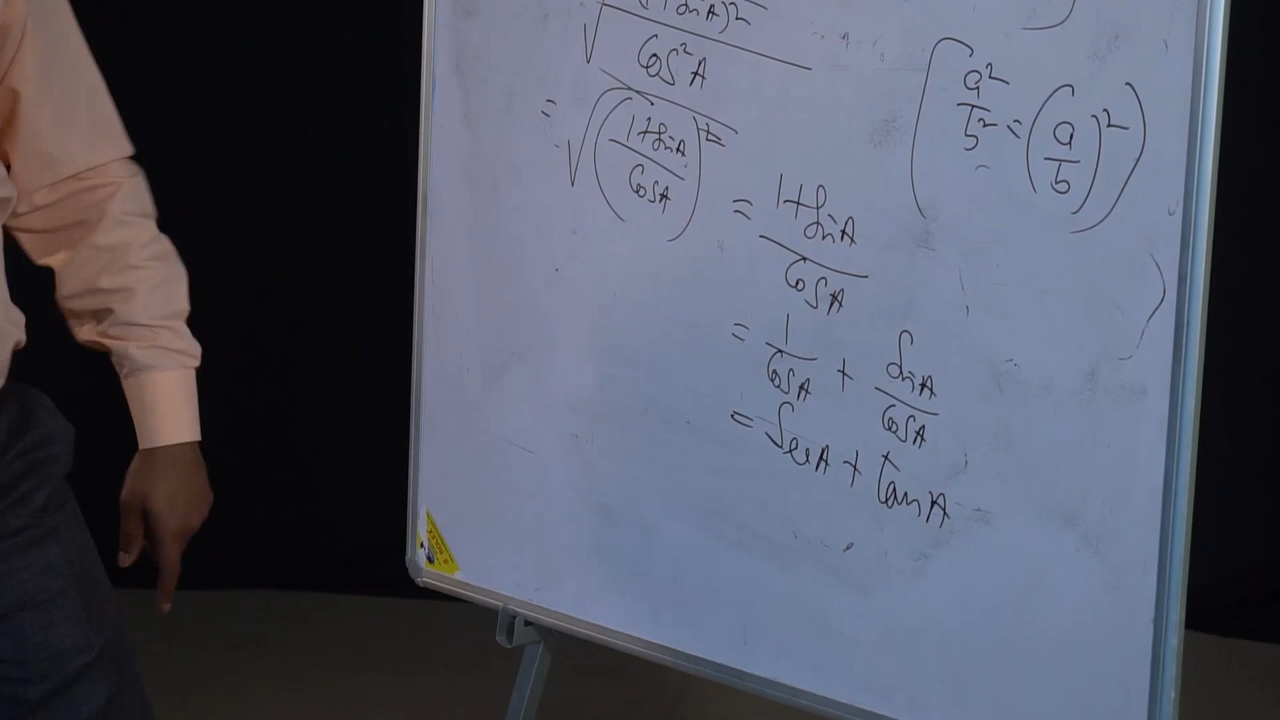 √(1+SinA)²
Cos²A
= √((1+SinA)/(CosA))²
a²/b² = (a/b)²
= (1+SinA)/(CosA)
= 1/CosA + SinA/CosA
= SecA + tanA
ROLEX